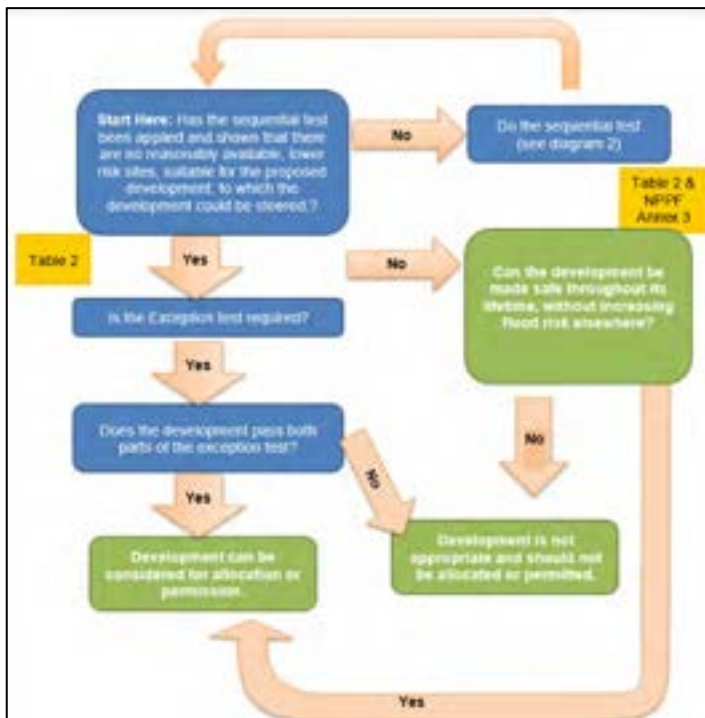 Start Here: Has the sequential test
been applied and shown that there
are no reasonably available, lower
risk sites, suitable for the proposed
development, to which the
development could be steered,?
No
Do the sequential test
(see diagram 2)
Table 2 &
NPPF
Annex 3
Table 2
Yes
No
Can the development be
made safe throughout its
lifetime, without increasing
flood risk elsewhere?
Is the Exception test required?
Yes
Does the development pass both
parts of the exception test?
No
No
Yes
Development can be
considered for allocation or
permission.
Development is not
appropriate and should not
be allocated or permitted.
Yes